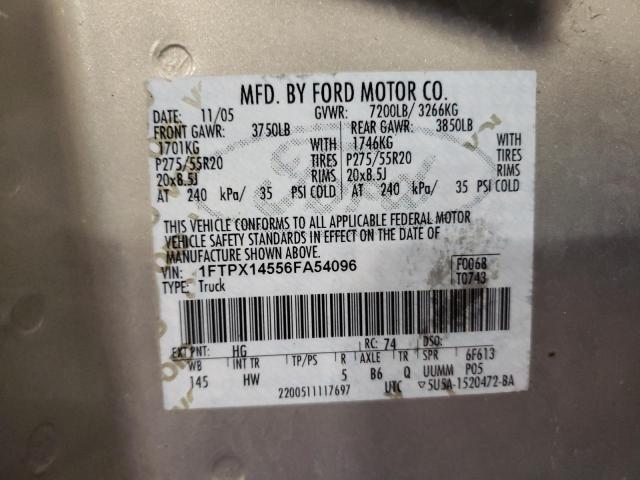 MFD. BY FORD MOTOR CO.
DATE: 11/05 GVWR: 7200LB/ 3266KG
FRONT GAWR: 3750LB REAR GAWR: 3850LB
1701KG WITH 1746KG WITH
P275/55R20 TIRES P275/55R20 TIRES
20x8.5J RIMS 20x8.5J RIMS
AT 240 kPa/ 35 PSI COLD AT 240 kPa/ 35 PSI COLD
THIS VEHICLE CONFORMS TO ALL APPLICABLE FEDERAL MOTOR
VEHICLE SAFETY STANDARDS IN EFFECT ON THE DATE OF
MANUFACTURE SHOWN ABOVE.
VIN: 1FTPX14556FA54096 F0068
TYPE: Truck T0743
EXT PNT: HG RC: 74 DSO:
WB INT TR TP/PS R AXLE TR SPR 6F613
145 HW 5 B6 Q UUMM P05
2200511117697 UTC ▽5U5A-1520472-BA